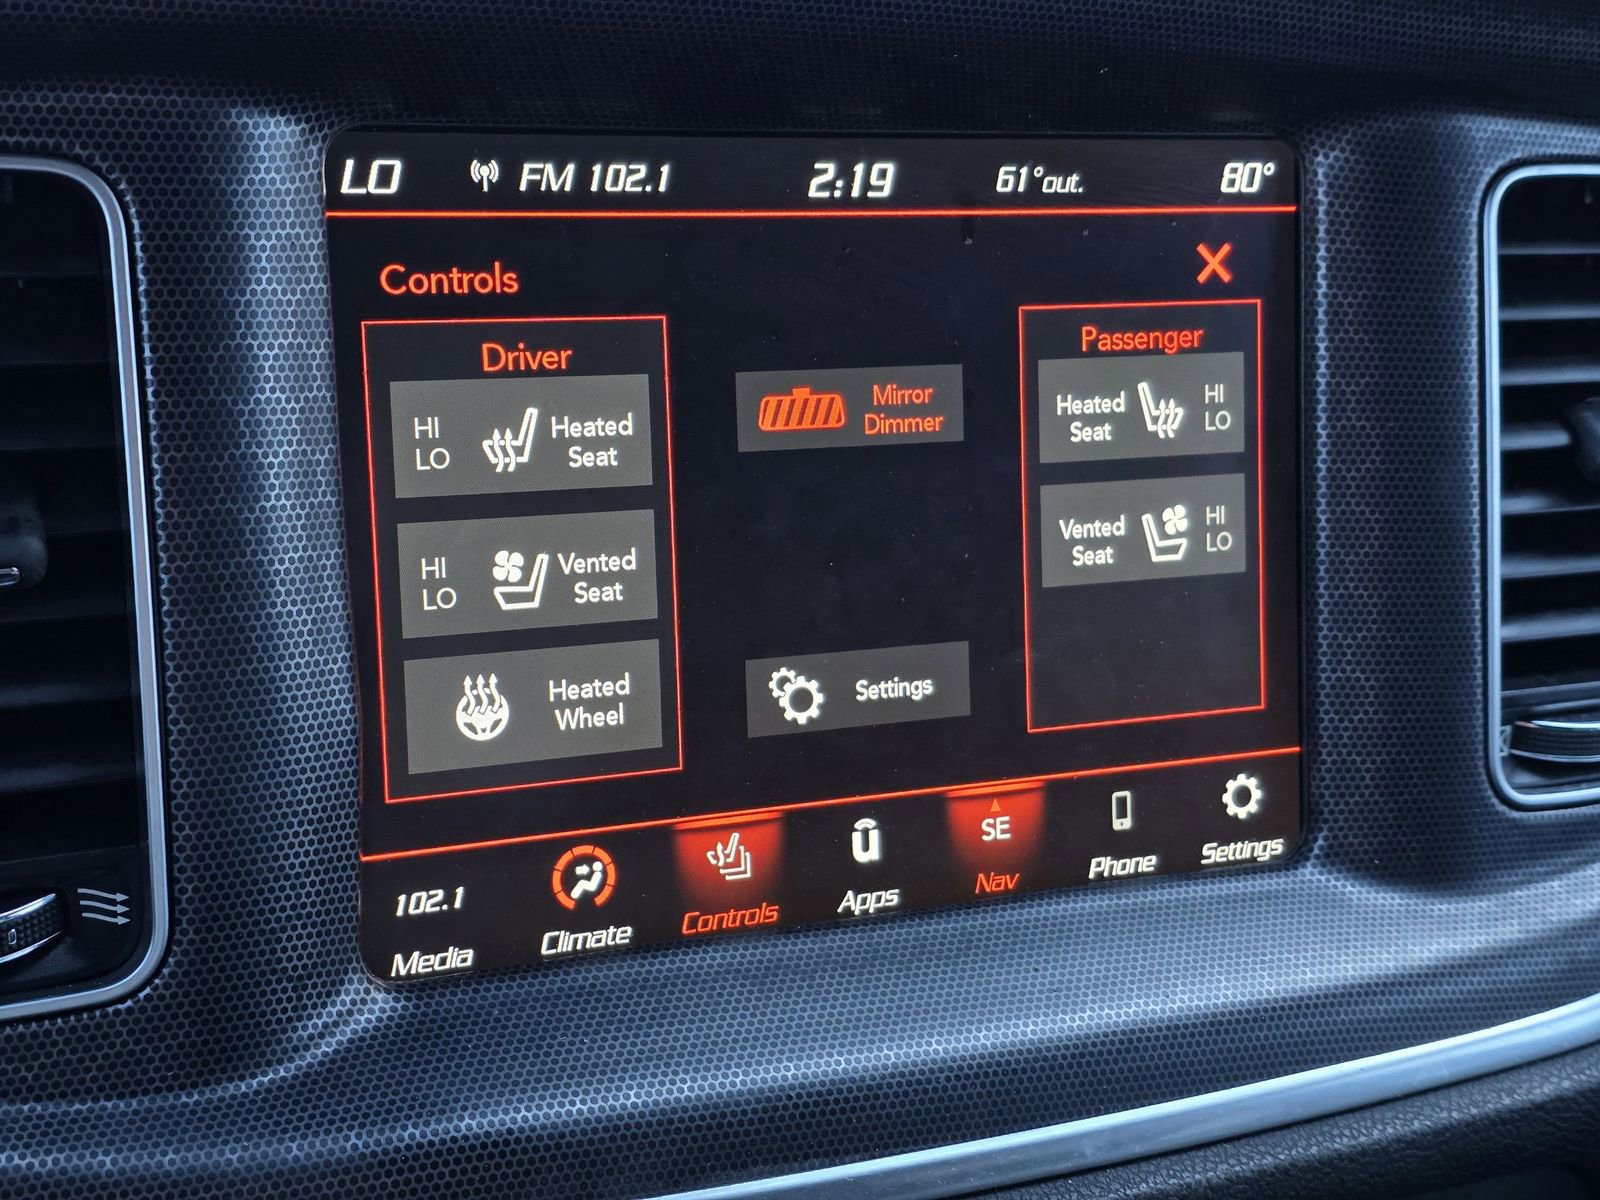 LO FM 102.1 2:19 61°out. 80°
Controls X
Driver
HI
LO
Heated
Seat
HI
LO
Vented
Seat
Heated
Wheel
Mirror
Dimmer
Settings
Passenger
Heated
Seat
HI
LO
Vented
Seat
HI
LO
102.1
Media
Climate
Controls
u
Apps
SE
Nav
Phone
Settings